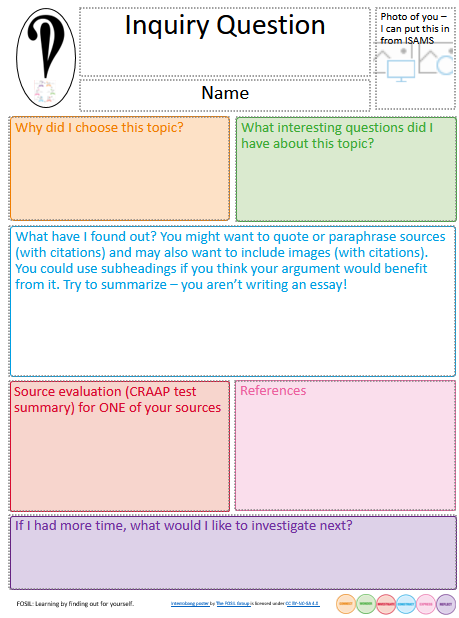 Inquiry Question
Photo of you –
I can put this in
from ISAMS
Name
Why did I choose this topic?
What interesting questions did I
have about this topic?
What have I found out? You might want to quote or paraphrase sources
(with citations) and may also want to include images (with citations).
You could use subheadings if you think your argument would benefit
from it. Try to summarize – you aren’t writing an essay!
Source evaluation (CRAAP test
summary) for ONE of your sources
References
If I had more time, what would I like to investigate next?
FOSIL: Learning by finding out for yourself.
Interrobang poster by The FOSIL Group is licensed under CC BY-NC-SA 4.0
CONNECT
WONDER
INVESTIGATE
CONSTRUCT
EXPRESS
REFLECT